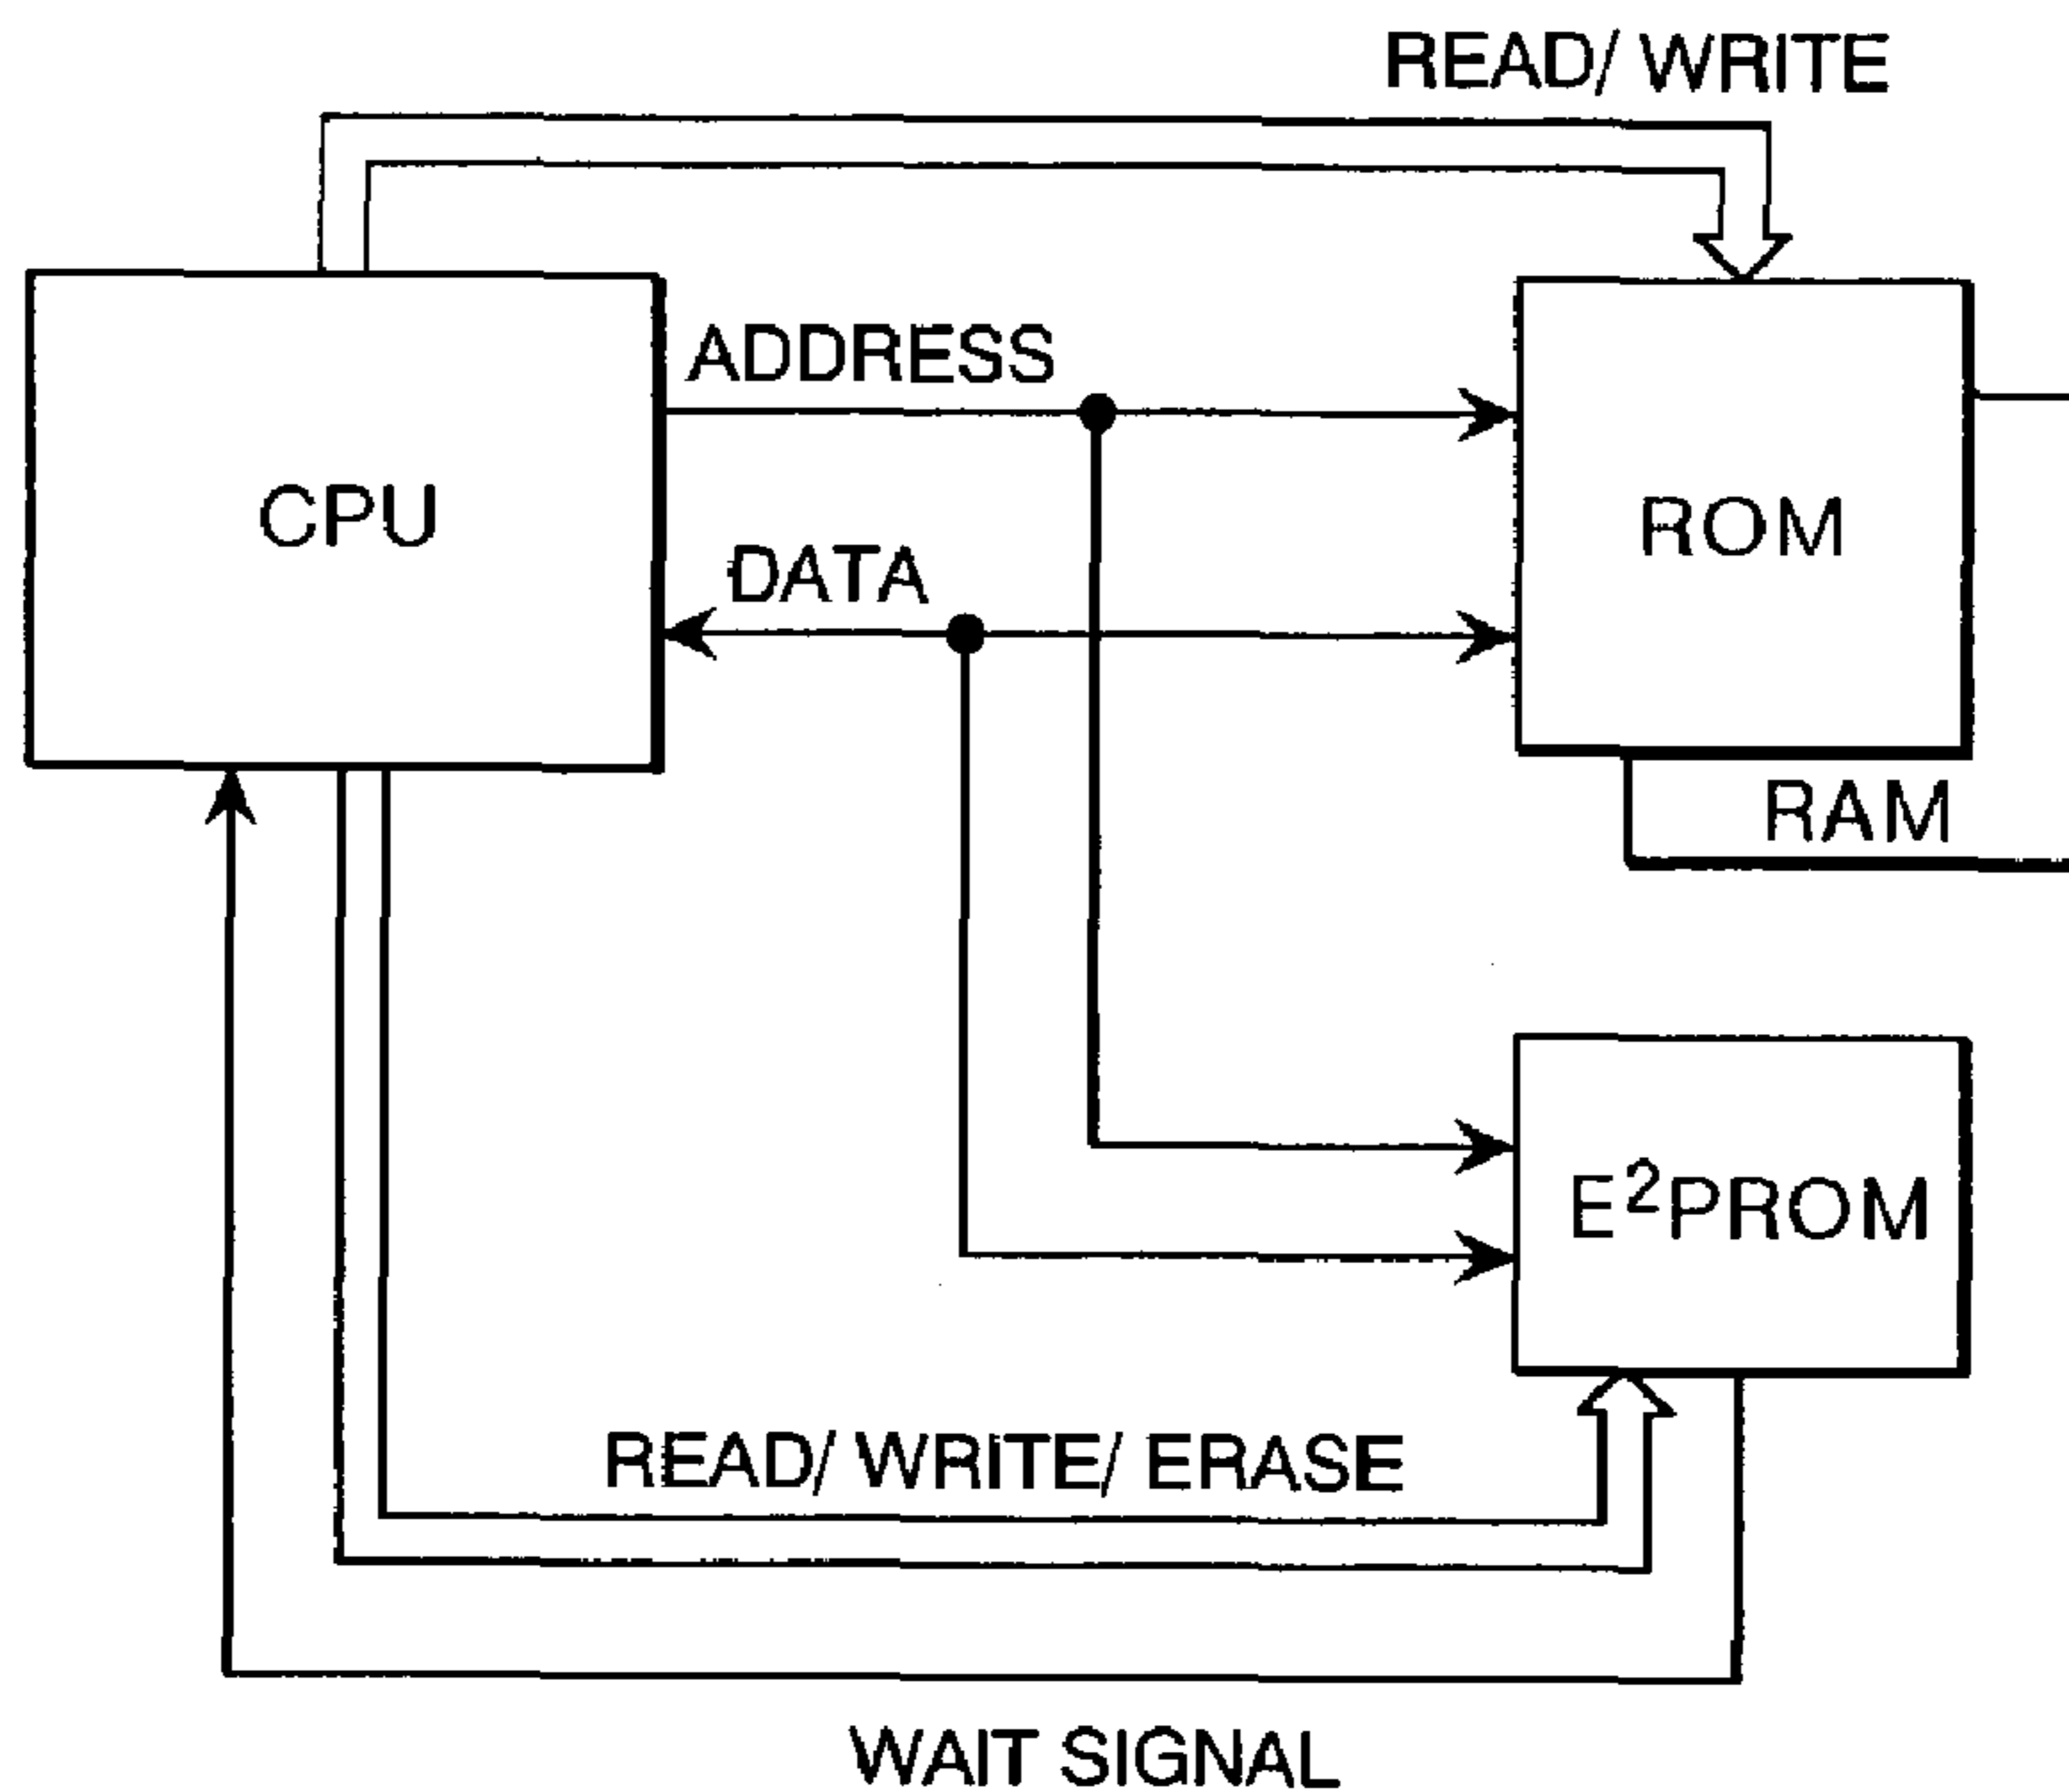 READ/ WRITE
ADDRESS
CPU
ROM
DATA
RAM
E²PROM
READ/ WRITE/ ERASE
WAIT SIGNAL